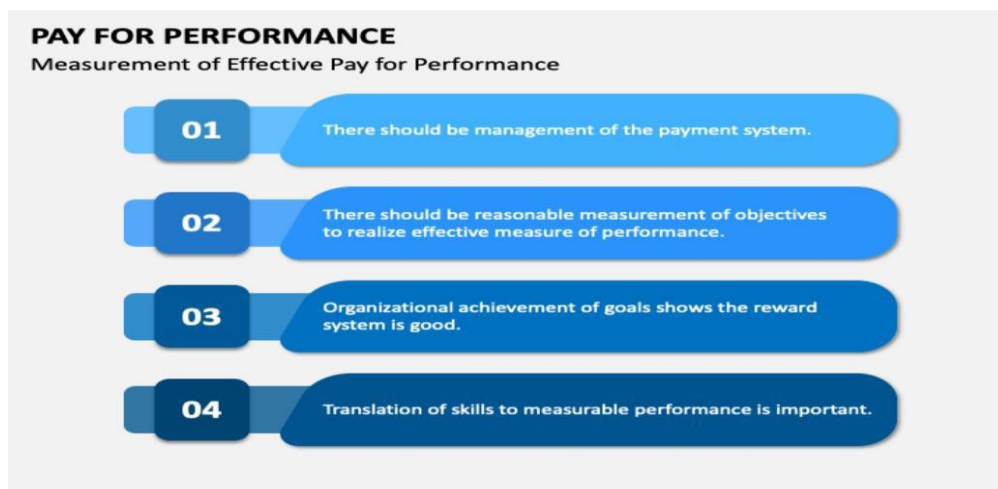 PAY FOR PERFORMANCE
Measurement of Effective Pay for Performance
01
There should be management of the payment system.
02
There should be reasonable measurement of objectives
to realize effective measure of performance.
03
Organizational achievement of goals shows the reward
system is good.
04
Translation of skills to measurable performance is important.